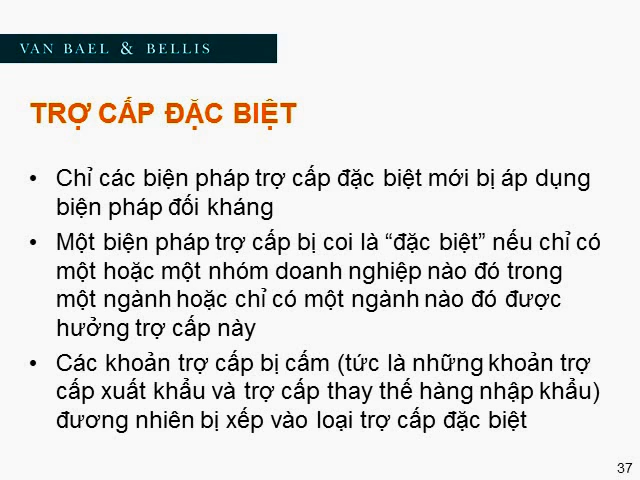 VAN BAEL & BELLIS
TRỢ CẤP ĐẶC BIỆT
• Chỉ các biện pháp trợ cấp đặc biệt mới bị áp dụng
biện pháp đối kháng
• Một biện pháp trợ cấp bị coi là “đặc biệt” nếu chỉ có
một hoặc một nhóm doanh nghiệp nào đó trong
một ngành hoặc chỉ có một ngành nào đó được
hưởng trợ cấp này
• Các khoản trợ cấp bị cấm (tức là những khoản trợ
cấp xuất khẩu và trợ cấp thay thế hàng nhập khẩu)
đương nhiên bị xếp vào loại trợ cấp đặc biệt
37